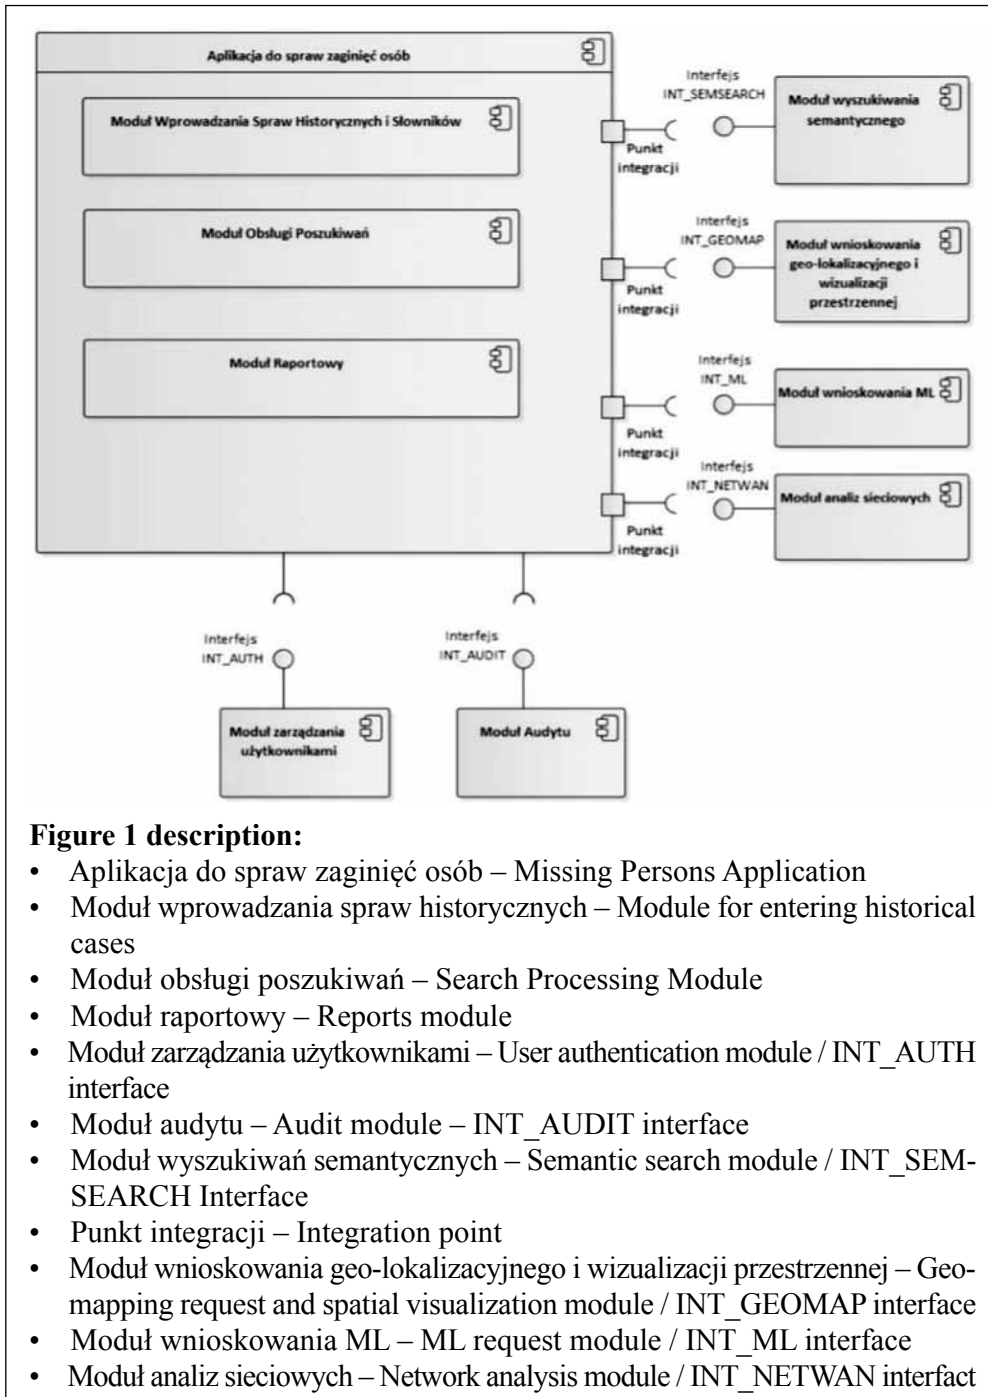 Aplikacja do spraw zaginięć osób
Moduł Wprowadzania Spraw Historycznych i Słowników
Moduł Obsługi Poszukiwań
Moduł Raportowy
Interfejs
INT_SEMSEARCH
Punkt
integracji
Moduł wyszukiwania
semantycznego
Interfejs
INT_GEOMAP
Punkt
integracji
Moduł wnioskowania
geo-lokalizacyjnego i
wizualizacji
przestrzennej
Interfejs
INT_ML
Punkt
integracji
Moduł wnioskowania ML
Interfejs
INT_NETWAN
Punkt
integracji
Moduł analiz sieciowych
Interfejs
INT_AUTH
Moduł zarządzania
użytkownikami
Interfejs
INT_AUDIT
Moduł Audytu
Figure 1 description:
• Aplikacja do spraw zaginięć osób – Missing Persons Application
• Moduł wprowadzania spraw historycznych – Module for entering historical
cases
• Moduł obsługi poszukiwań – Search Processing Module
• Moduł raportowy – Reports module
• Moduł zarządzania użytkownikami – User authentication module / INT_AUTH
interface
• Moduł audytu – Audit module – INT_AUDIT interface
• Moduł wyszukiwań semantycznych – Semantic search module / INT_SEM-
SEARCH Interface
• Punkt integracji – Integration point
• Moduł wnioskowania geo-lokalizacyjnego i wizualizacji przestrzennej – Geo-
mapping request and spatial visualization module / INT_GEOMAP interface
• Moduł wnioskowania ML – ML request module / INT_ML interface
• Moduł analiz sieciowych – Network analysis module / INT_NETWAN interfact